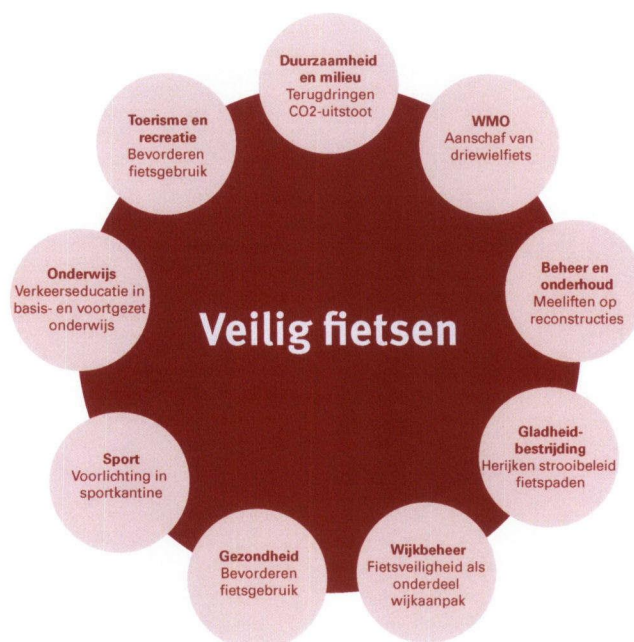 Duurzaamheid
en milieu
Terugdringen
CO2-uitstoot
WMO
Aanschaf van
driewielfiets
Beheer en
onderhoud
Meeliften op
reconstructies
Gladheid-
bestrijding
Herijken strooibeleid
fietspaden
Wijkbeheer
Fietsveiligheid als
onderdeel
wijkaanpak
Gezondheid
Bevorderen
fietsgebruik
Sport
Voorlichting in
sportkantine
Onderwijs
Verkeerseducatie in
basis- en voortgezet
onderwijs
Toerisme en
recreatie
Bevorderen
fietsgebruik
Veilig fietsen